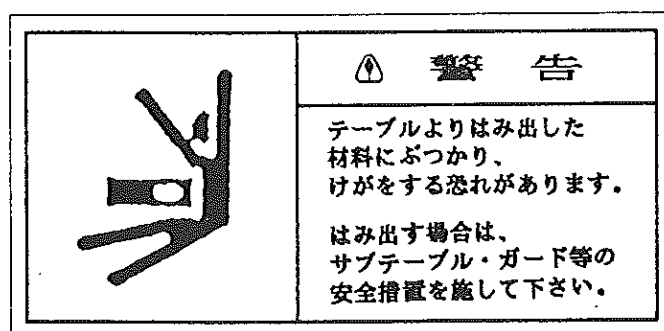 警告
テーブルよりはみ出した
材料にぶつかり、
けがをする恐れがあります。
はみ出す場合は、
サブテーブル・ガード等の
安全措置を施して下さい。